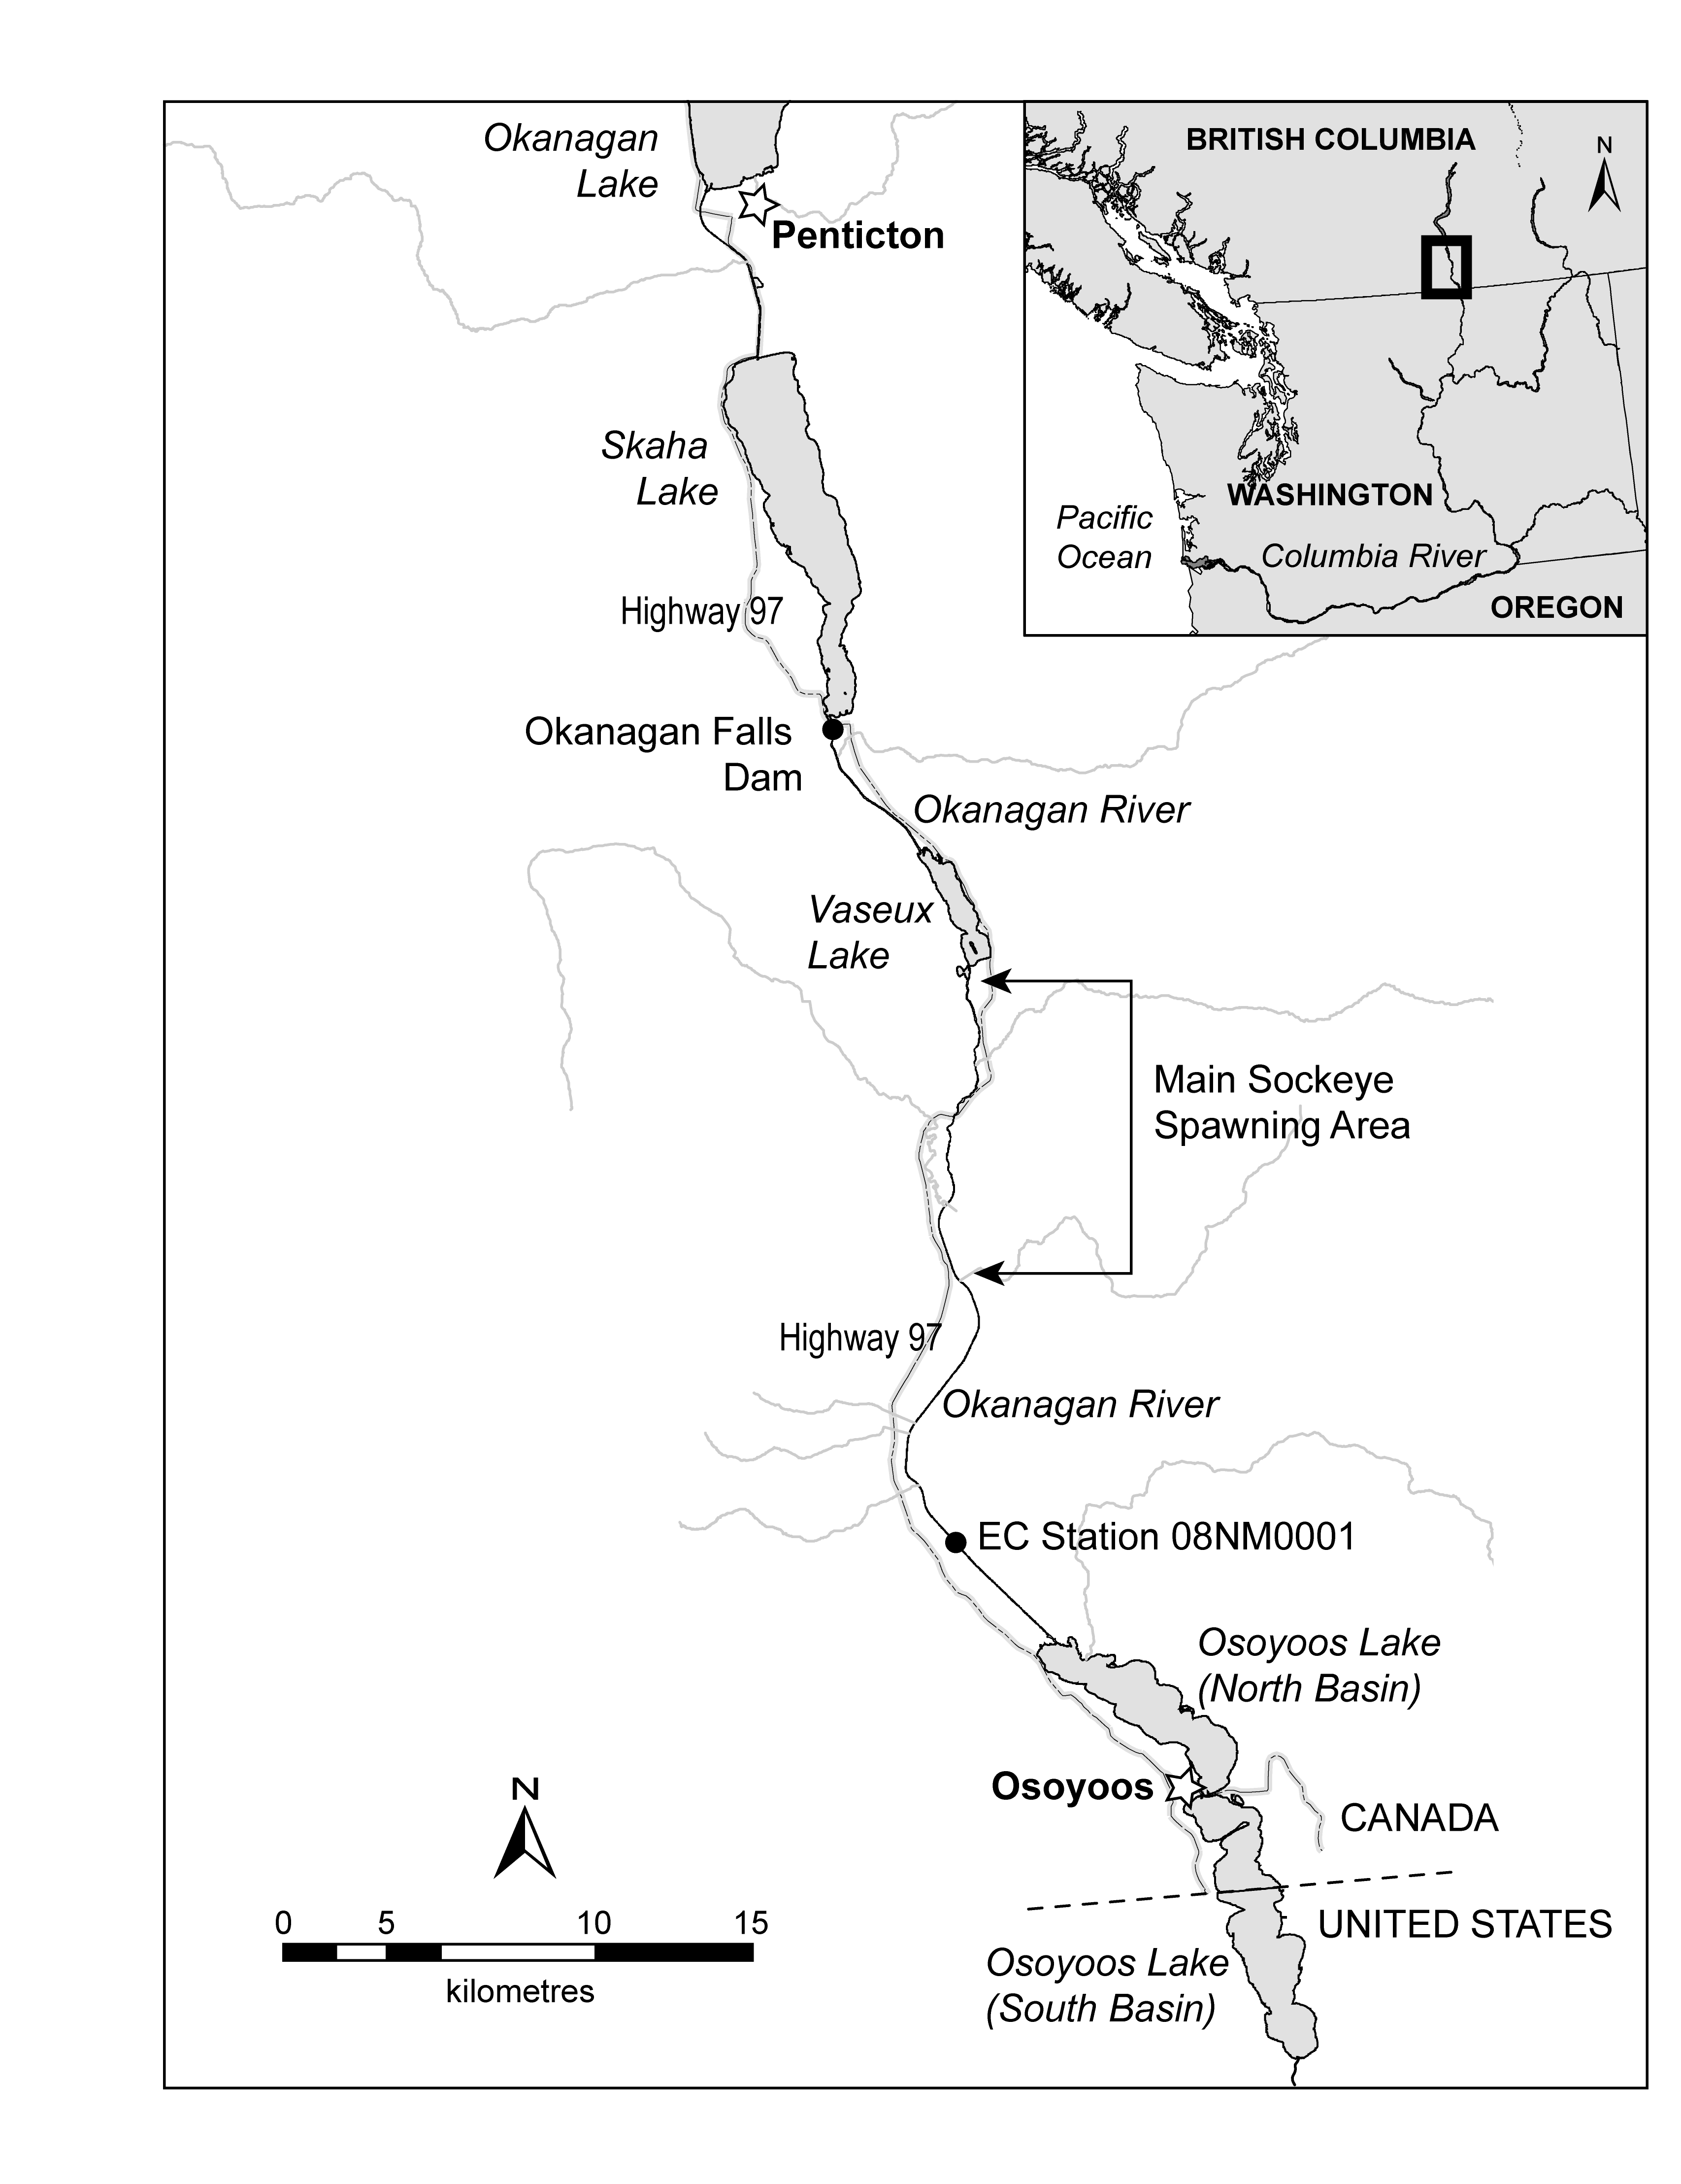 Okanagan
Lake
Penticton
Skaha
Lake
Highway 97
Okanagan Falls
Dam
Okanagan River
Vaseux
Lake
Main Sockeye
Spawning Area
Highway 97
Okanagan River
EC Station 08NM0001
Osoyoos Lake
(North Basin)
Osoyoos
CANADA
UNITED STATES
Osoyoos Lake
(South Basin)
N
0 5 10 15
kilometres
BRITISH COLUMBIA
N
WASHINGTON
Pacific
Ocean
Columbia River
OREGON